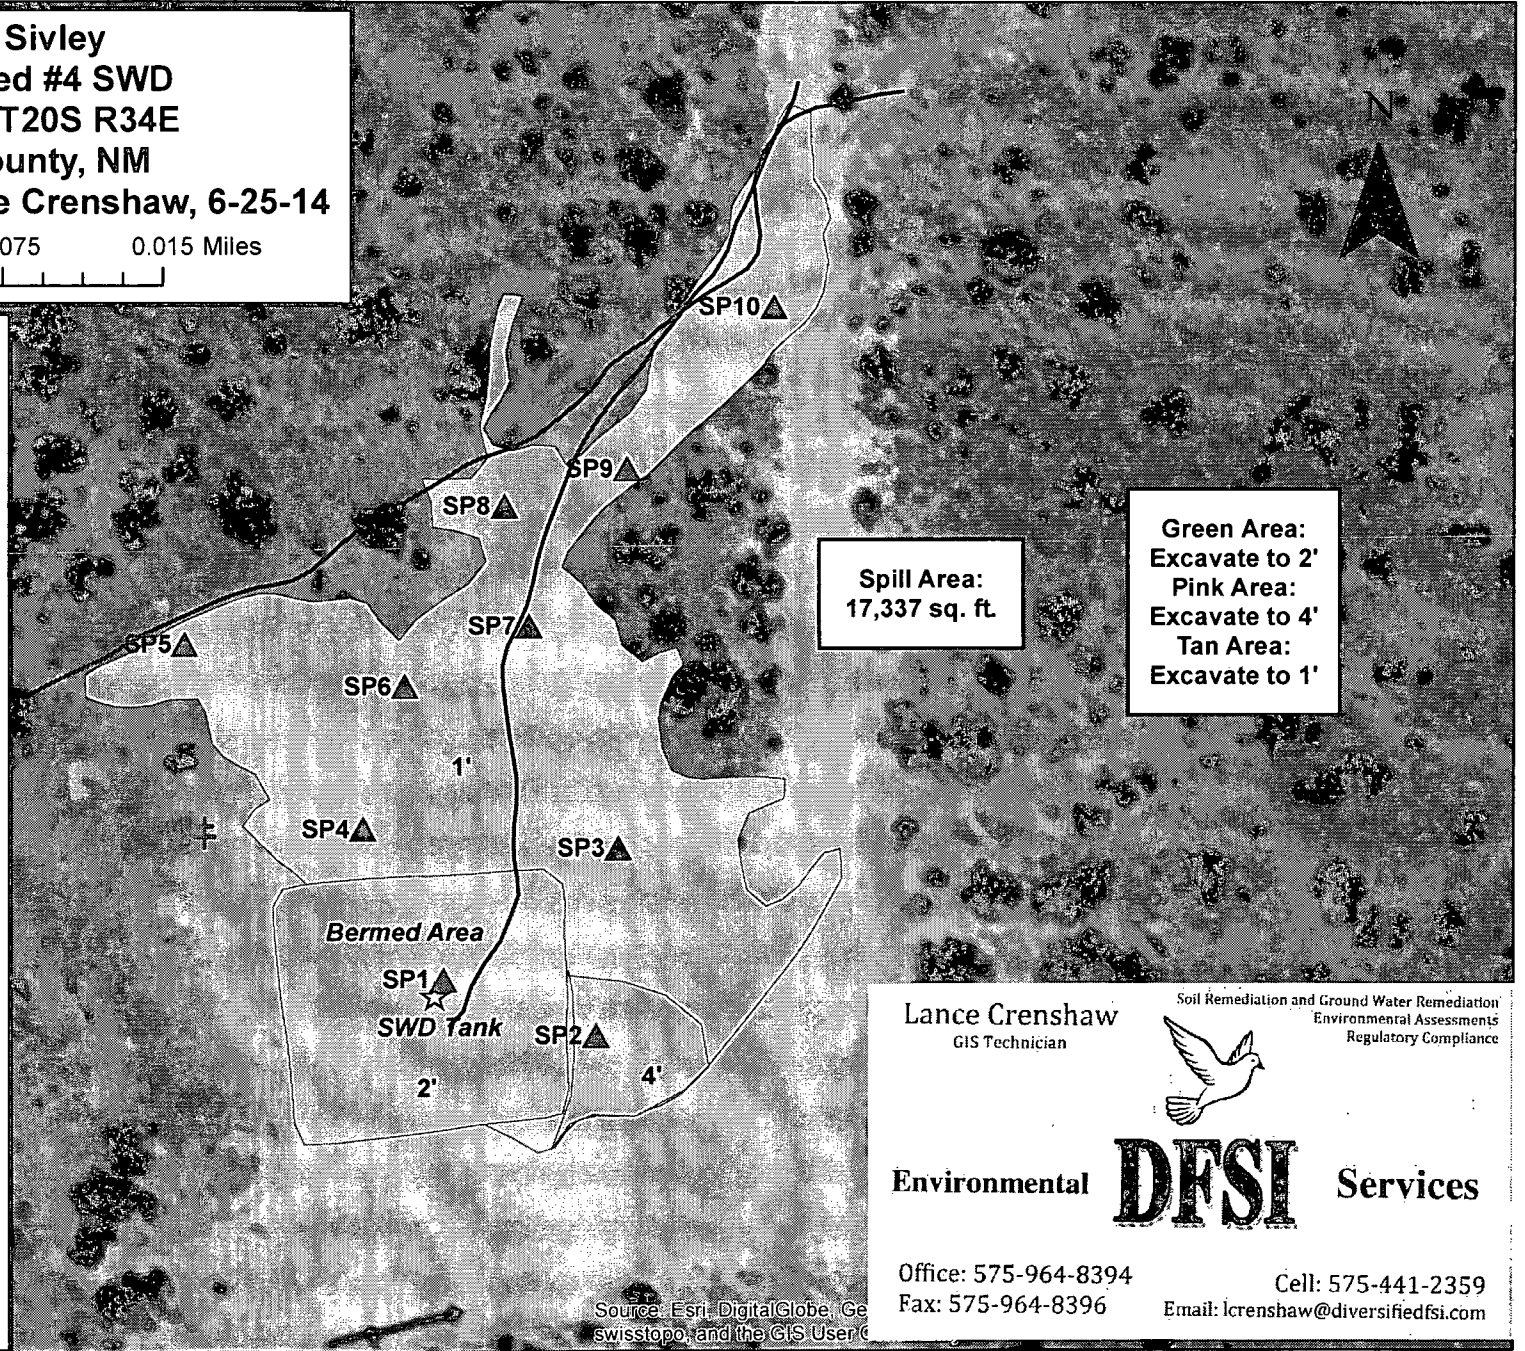 Sivley
ed #4 SWD
T20S R34E
ounty, NM
e Crenshaw, 6-25-14
075 0.015 Miles
N
SP10
SP9
SP8
Spill Area:
17,337 sq. ft.
Green Area:
Excavate to 2'
Pink Area:
Excavate to 4'
Tan Area:
Excavate to 1'
SP7
SP5
SP6
1'
SP4
SP3
Bermed Area
SP1
SWD Tank
SP2
4'
2'
Lance Crenshaw
GIS Technician
Soil Remediation and Ground Water Remediation
Environmental Assessments
Regulatory Compliance
Environmental DFSI Services
Office: 575-964-8394
Fax: 575-964-8396
Cell: 575-441-2359
Email: lcrenshaw@diversifiedfsi.com
Source: Esri, DigitalGlobe, Ge
swisstopo, and the GIS User C